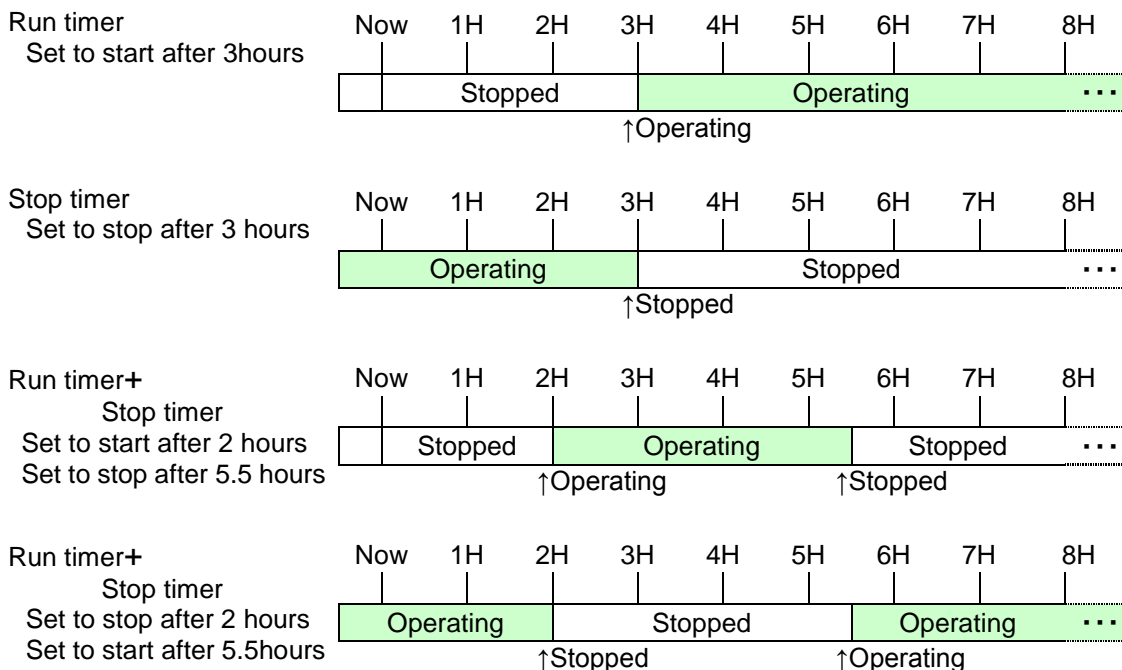 Run timer
Set to start after 3hours
Now 1H 2H 3H 4H 5H 6H 7H 8H
Stopped Operating ...
↑Operating
Stop timer
Set to stop after 3 hours
Now 1H 2H 3H 4H 5H 6H 7H 8H
Operating Stopped ...
↑Stopped
Run timer+
Stop timer
Set to start after 2 hours
Set to stop after 5.5 hours
Now 1H 2H 3H 4H 5H 6H 7H 8H
Stopped Operating Stopped ...
↑Operating ↑Stopped
Run timer+
Stop timer
Set to stop after 2 hours
Set to start after 5.5hours
Now 1H 2H 3H 4H 5H 6H 7H 8H
Operating Stopped Operating ...
↑Stopped ↑Operating